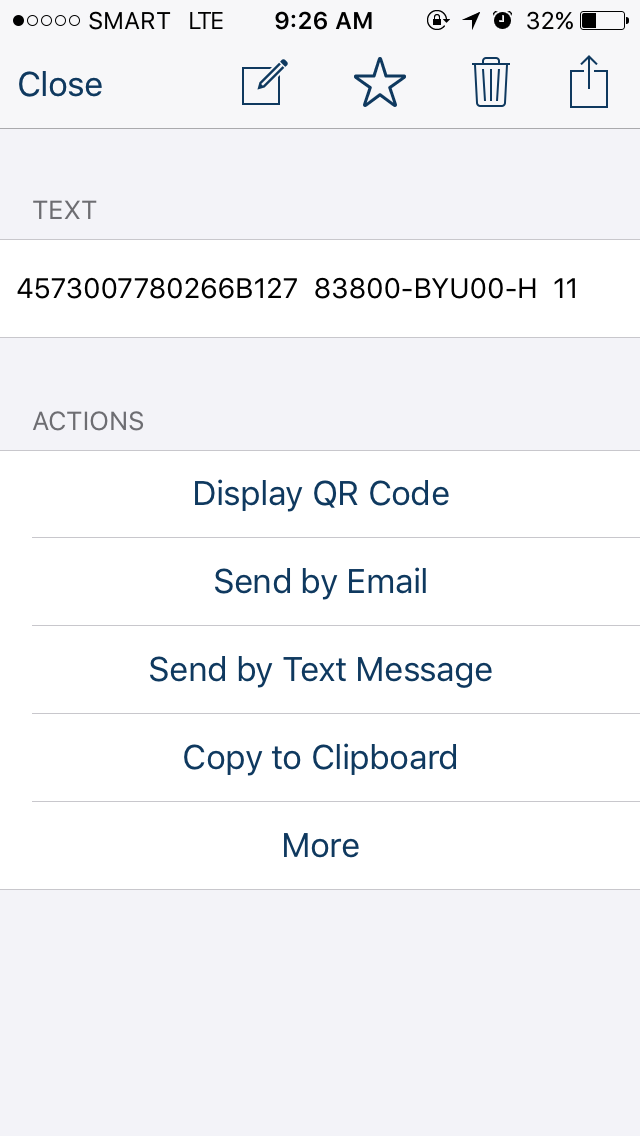 SMART LTE 9:26 AM 32%
Close
TEXT
4573007780266B127 83800-BYU00-H 11
ACTIONS
Display QR Code
Send by Email
Send by Text Message
Copy to Clipboard
More